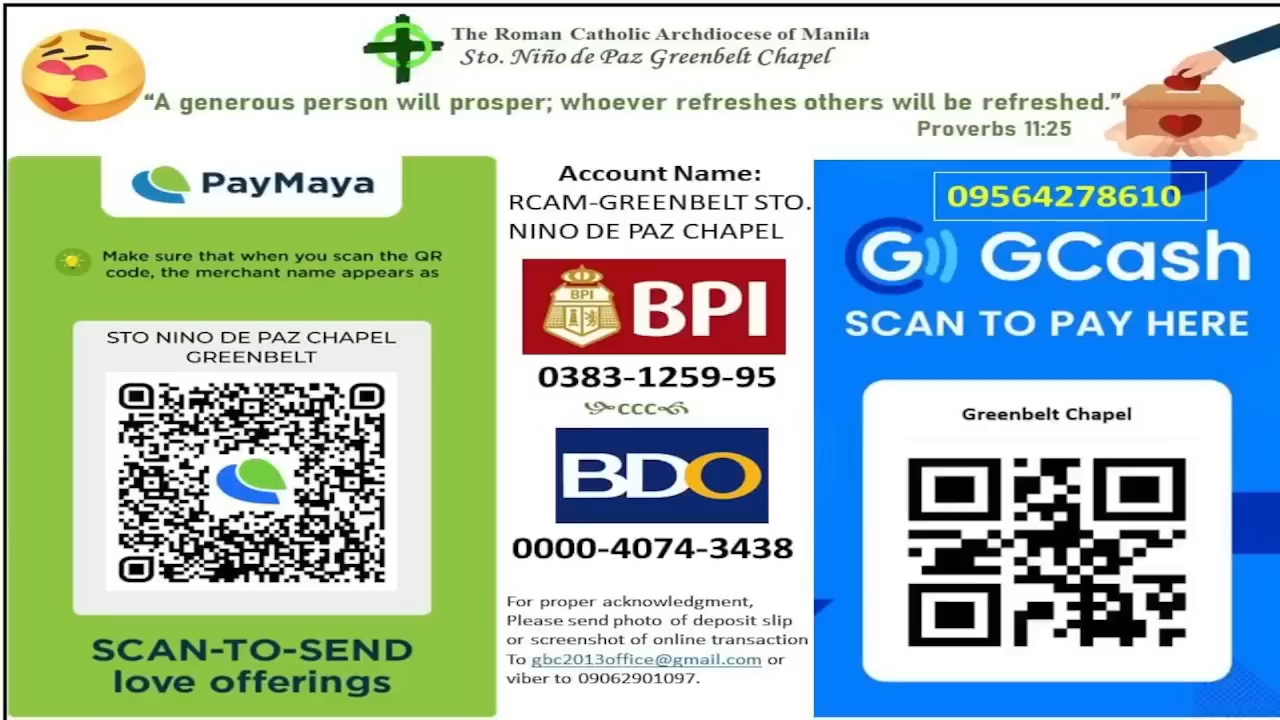 The Roman Catholic Archdiocese of Manila
Sto. Niño de Paz Greenbelt Chapel
“A generous person will prosper; whoever refreshes others will be refreshed.”
Proverbs 11:25
PayMaya
Make sure that when you scan the QR
code, the merchant name appears as
STO NINO DE PAZ CHAPEL
GREENBELT
SCAN-TO-SEND
love offerings
Account Name:
RCAM-GREENBELT STO.
NINO DE PAZ CHAPEL
BPI
BPI
0383-1259-95
ccc
BDO
0000-4074-3438
For proper acknowledgment,
Please send photo of deposit slip
or screenshot of online transaction
To gbc2013office@gmail.com or
viber to 09062901097.
09564278610
G GCash
SCAN TO PAY HERE
Greenbelt Chapel